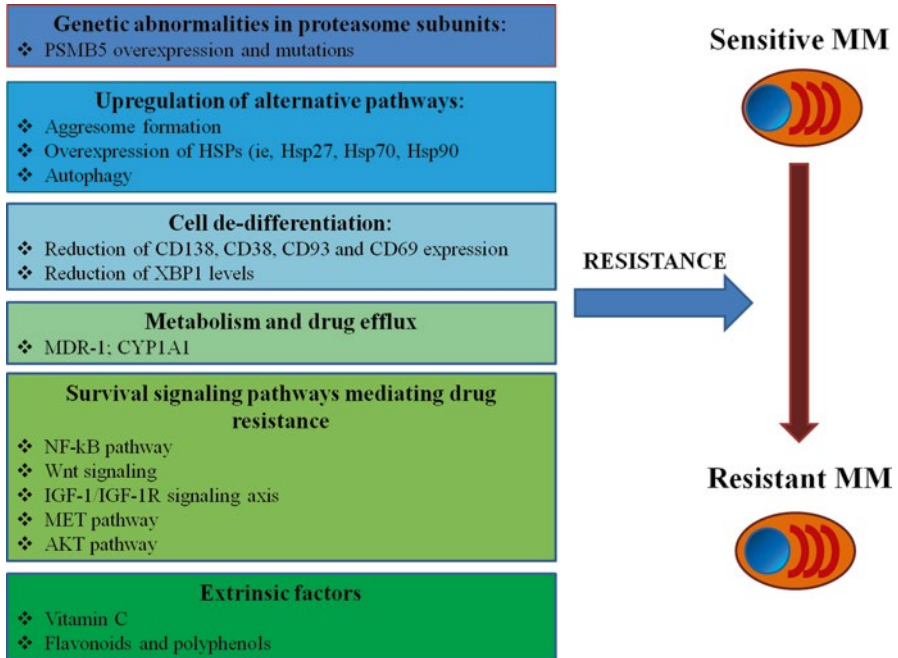 Genetic abnormalities in proteasome subunits:
❖ PSMB5 overexpression and mutations
Upregulation of alternative pathways:
❖ Aggresome formation
❖ Overexpression of HSPs (ie, Hsp27, Hsp70, Hsp90
❖ Autophagy
Cell de-differentiation:
❖ Reduction of CD138, CD38, CD93 and CD69 expression
❖ Reduction of XBP1 levels
Metabolism and drug efflux
❖ MDR-1; CYP1A1
Survival signaling pathways mediating drug
resistance
❖ NF-kB pathway
❖ Wnt signaling
❖ IGF-1/IGF-1R signaling axis
❖ MET pathway
❖ AKT pathway
Extrinsic factors
❖ Vitamin C
❖ Flavonoids and polyphenols
RESISTANCE
Sensitive MM
Resistant MM